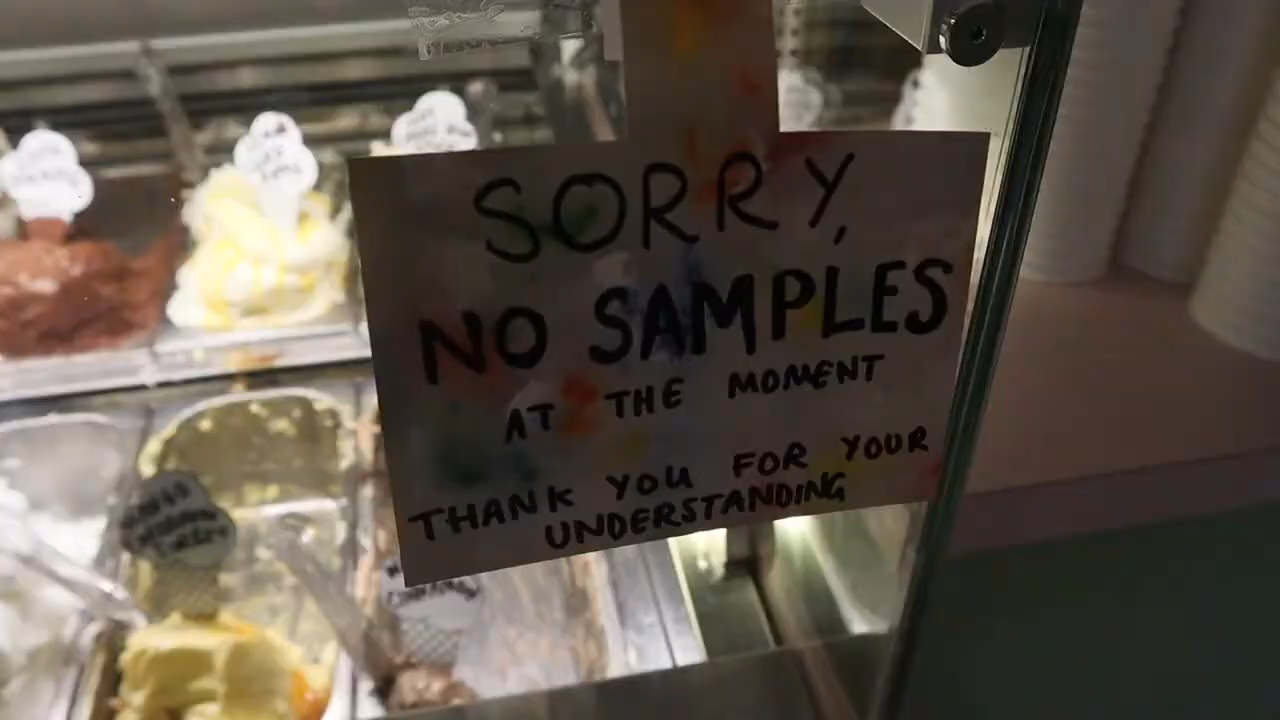 SORRY,
NO SAMPLES
AT THE MOMENT
THANK YOU FOR YOUR
UNDERSTANDING